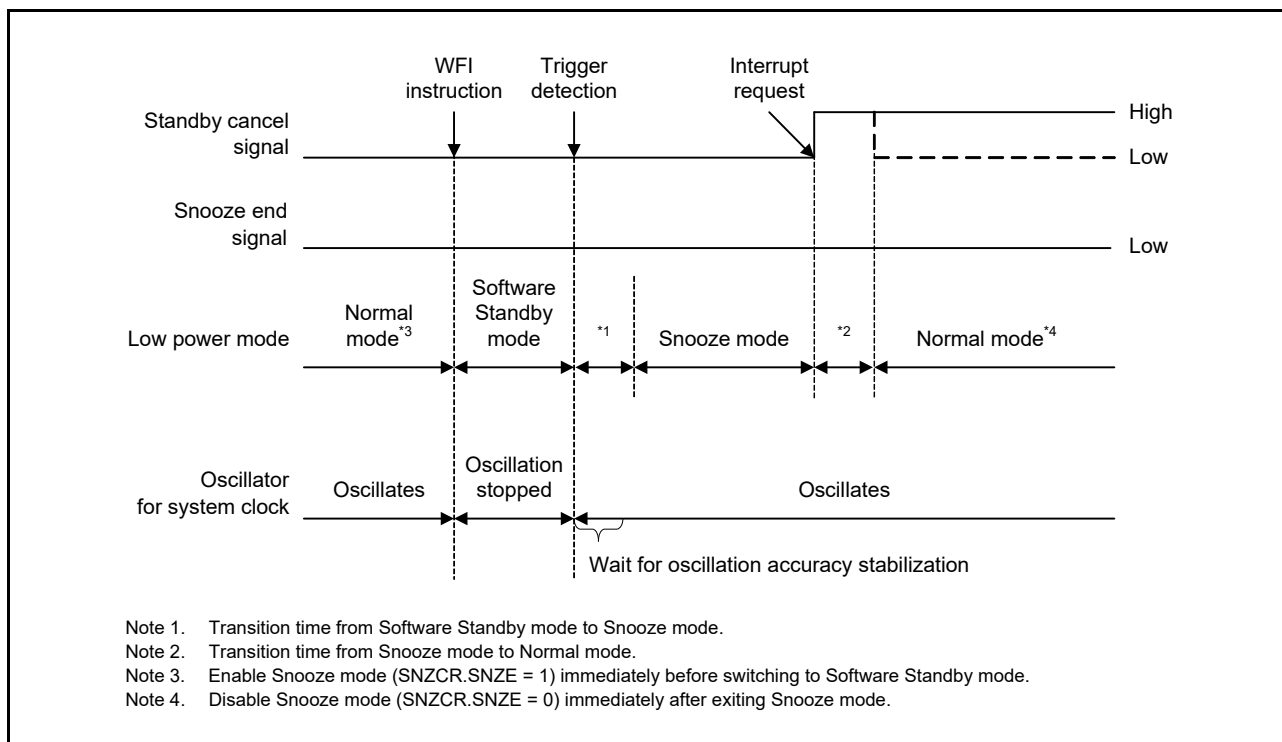 WFI
instruction
Trigger
detection
Interrupt
request
Standby cancel
signal
High
Low
Snooze end
signal
Low
Low power mode
Normal
mode*3
Software
Standby
mode
*1
Snooze mode
*2
Normal mode*4
Oscillator
for system clock
Oscillates
Oscillation
stopped
Oscillates
Wait for oscillation accuracy stabilization
Note 1. Transition time from Software Standby mode to Snooze mode.
Note 2. Transition time from Snooze mode to Normal mode.
Note 3. Enable Snooze mode (SNZCR.SNZE = 1) immediately before switching to Software Standby mode.
Note 4. Disable Snooze mode (SNZCR.SNZE = 0) immediately after exiting Snooze mode.